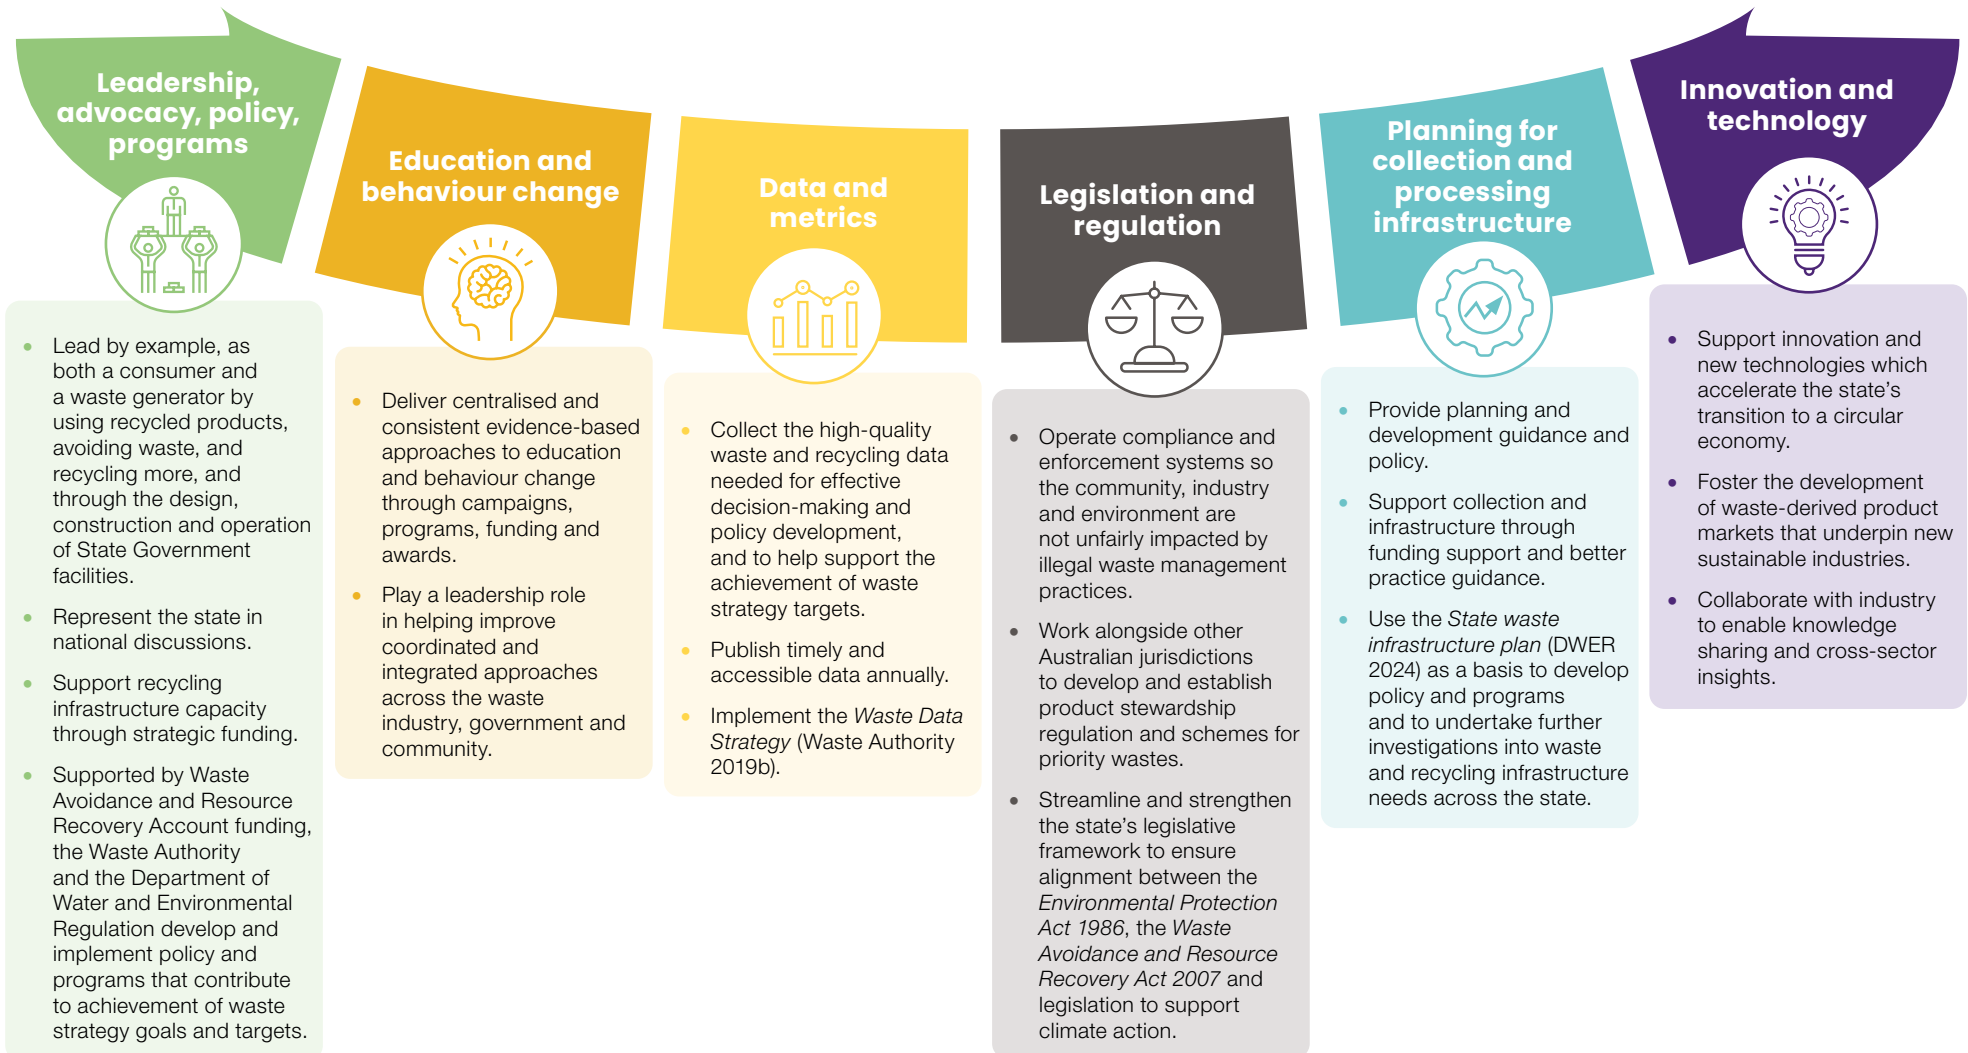 Leadership,
advocacy, policy,
programs
Lead by example, as
both a consumer and
a waste generator by
using recycled products,
avoiding waste, and
recycling more, and
through the design,
construction and operation
of State Government
facilities.
Represent the state in
national discussions.
Support recycling
infrastructure capacity
through strategic funding.
Supported by Waste
Avoidance and Resource
Recovery Account funding,
the Waste Authority
and the Department of
Water and Environmental
Regulation develop and
implement policy and
programs that contribute
to achievement of waste
strategy goals and targets.
Education and
behaviour change
Deliver centralised and
consistent evidence-based
approaches to education
and behaviour change
through campaigns,
programs, funding and
awards.
Play a leadership role
in helping improve
coordinated and
integrated approaches
across the waste
industry, government and
community.
Data and
metrics
Collect the high-quality
waste and recycling data
needed for effective
decision-making and
policy development,
and to help support the
achievement of waste
strategy targets.
Publish timely and
accessible data annually.
Implement the Waste Data
Strategy (Waste Authority
2019b).
Legislation and
regulation
Operate compliance and
enforcement systems so
the community, industry
and environment are
not unfairly impacted by
illegal waste management
practices.
Work alongside other
Australian jurisdictions
to develop and establish
product stewardship
regulation and schemes for
priority wastes.
Streamline and strengthen
the state's legislative
framework to ensure
alignment between the
Environmental Protection
Act 1986, the Waste
Avoidance and Resource
Recovery Act 2007 and
legislation to support
climate action.
Planning for
collection and
processing
infrastructure
Provide planning and
development guidance and
policy.
Support collection and
infrastructure through
funding support and better
practice guidance.
Use the State waste
infrastructure plan (DWER
2024) as a basis to develop
policy and programs
and to undertake further
investigations into waste
and recycling infrastructure
needs across the state.
Innovation and
technology
Support innovation and
new technologies which
accelerate the state's
transition to a circular
economy.
Foster the development
of waste-derived product
markets that underpin new
sustainable industries.
Collaborate with industry
to enable knowledge
sharing and cross-sector
insights.